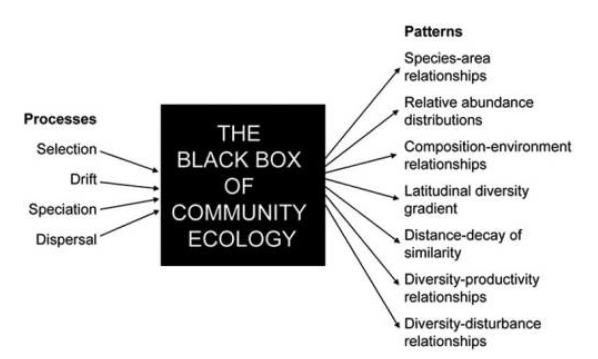 Processes
Selection
Drift
Speciation
Dispersal
THE
BLACK BOX
OF
COMMUNITY
ECOLOGY
Patterns
Species-area
relationships
Relative abundance
distributions
Composition-environment
relationships
Latitudinal diversity
gradient
Distance-decay of
similarity
Diversity-productivity
relationships
Diversity-disturbance
relationships